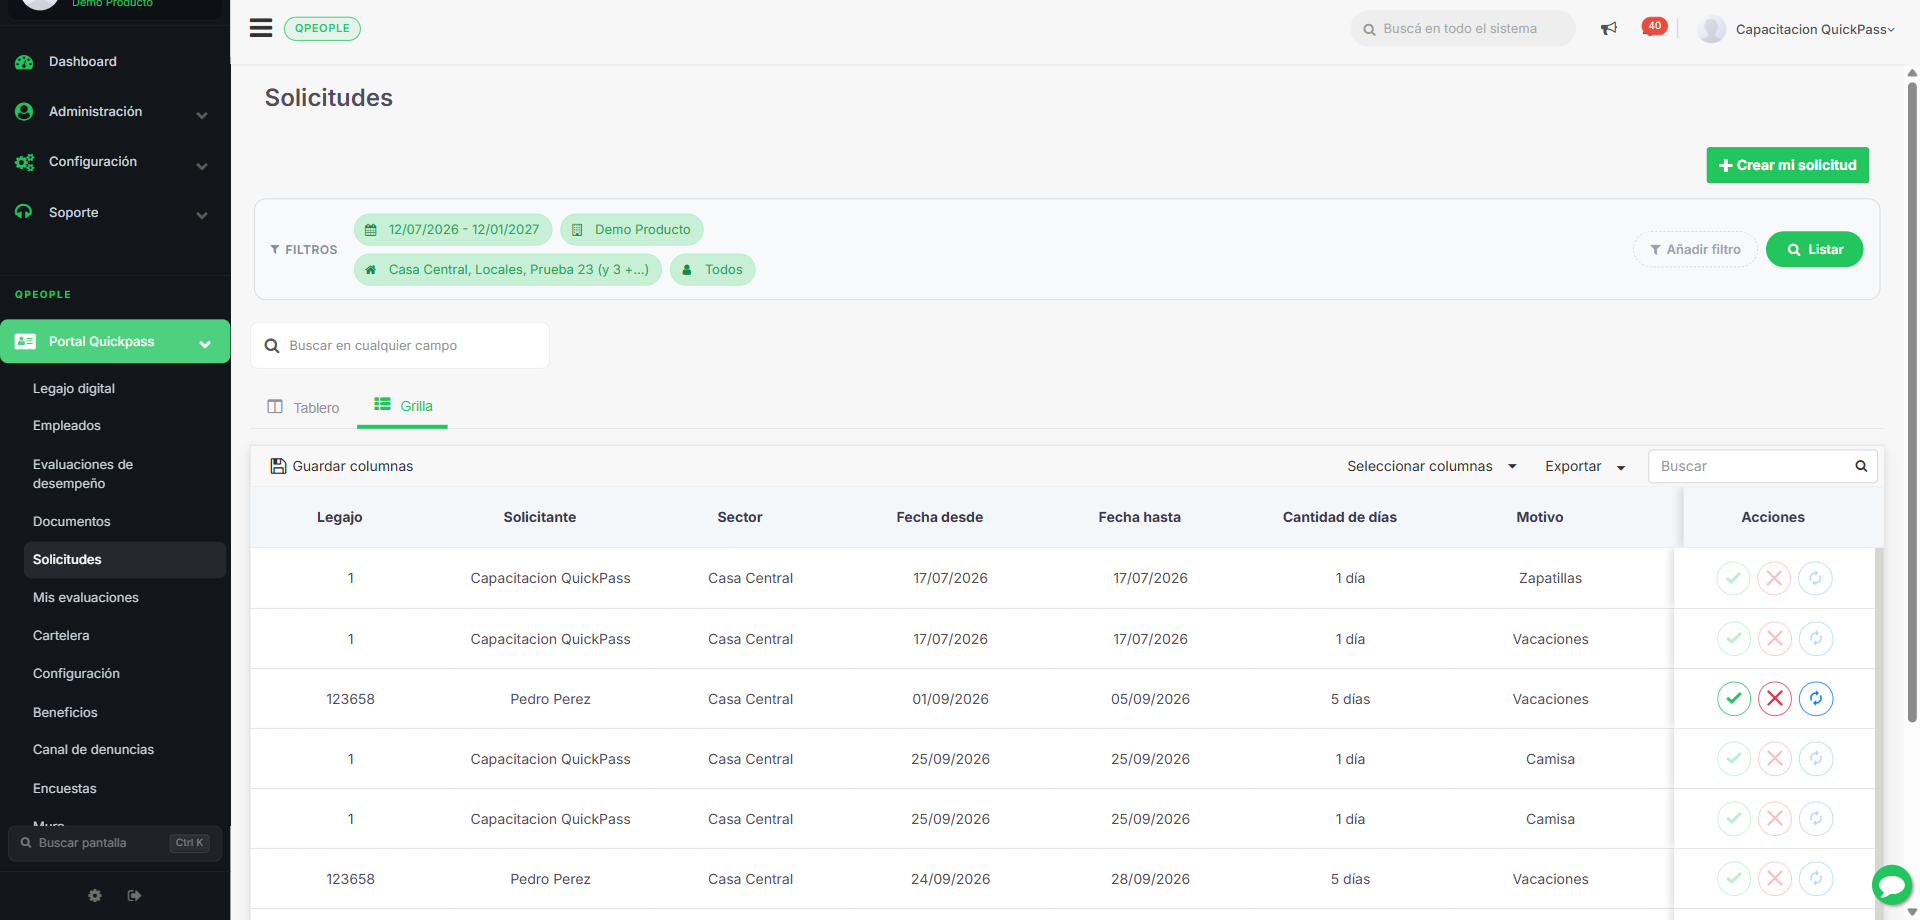 Demo Producto
Dashboard
Administración
Configuración
Soporte
QPEOPLE
Portal Quickpass
Legajo digital
Empleados
Evaluaciones de
desempeño
Documentos
Solicitudes
Mis evaluaciones
Cartelera
Configuración
Beneficios
Canal de denuncias
Encuestas
Muro
Buscar pantalla Ctrl K
QPEOPLE
Buscá en todo el sistema
40
Capacitacion QuickPass
Solicitudes
Crear mi solicitud
FILTROS
12/07/2026 - 12/01/2027
Demo Producto
Casa Central, Locales, Prueba 23 (y 3 +...)
Todos
Añadir filtro
Listar
Buscar en cualquier campo
Tablero
Grilla
Guardar columnas
Seleccionar columnas
Exportar
Buscar
Legajo Solicitante Sector Fecha desde Fecha hasta Cantidad de días Motivo Acciones
1 Capacitacion QuickPass Casa Central 17/07/2026 17/07/2026 1 día Zapatillas
1 Capacitacion QuickPass Casa Central 17/07/2026 17/07/2026 1 día Vacaciones
123658 Pedro Perez Casa Central 01/09/2026 05/09/2026 5 días Vacaciones
1 Capacitacion QuickPass Casa Central 25/09/2026 25/09/2026 1 día Camisa
1 Capacitacion QuickPass Casa Central 25/09/2026 25/09/2026 1 día Camisa
123658 Pedro Perez Casa Central 24/09/2026 28/09/2026 5 días Vacaciones